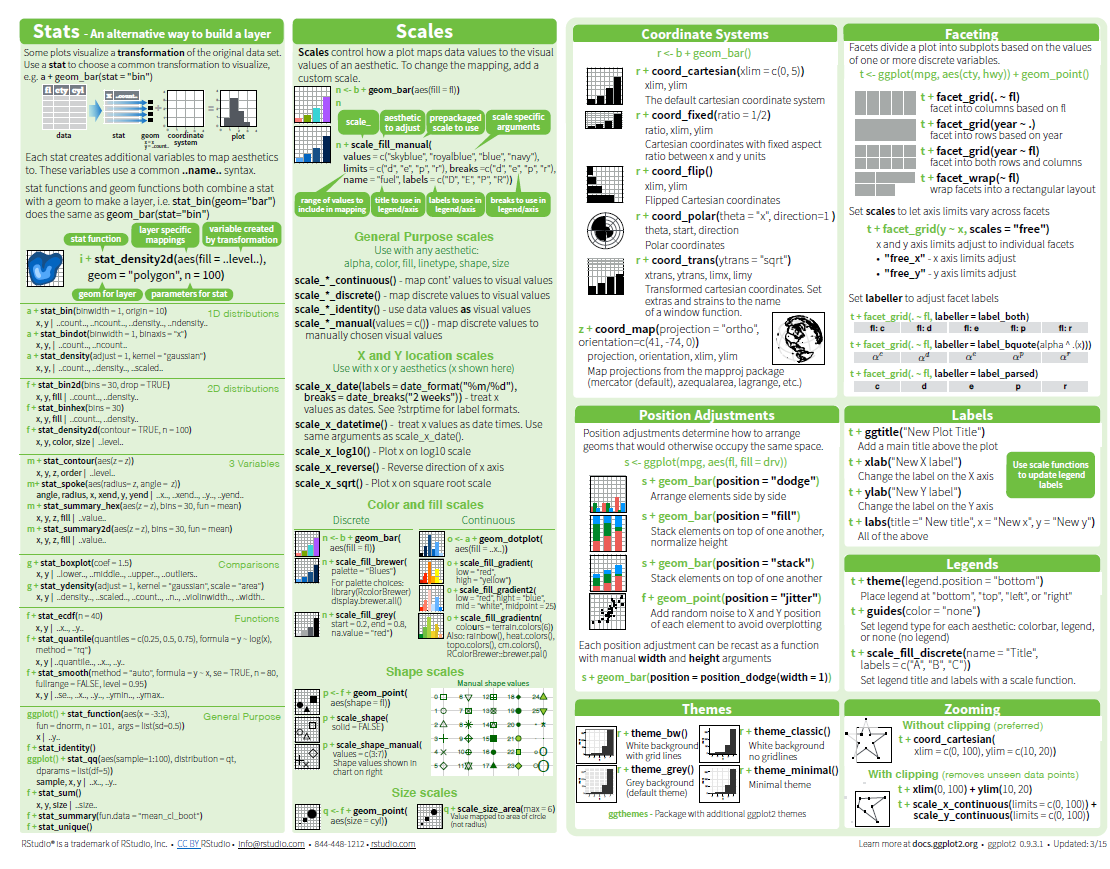 Stats - An alternative way to build a layer
Some plots visualize a transformation of the original data set.
Use a stat to choose a common transformation to visualize,
e.g. a + geom_bar(stat = "bin")
fl cty cyl
x ..count..
data
stat
geom
x = x
y = ..count..
coordinate
system
plot
Each stat creates additional variables to map aesthetics
to. These variables use a common ..name.. syntax.
stat functions and geom functions both combine a stat
with a geom to make a layer, i.e. stat_bin(geom="bar")
does the same as geom_bar(stat="bin")
stat function
layer specific
mappings
variable created
by transformation
i + stat_density2d(aes(fill = ..level..),
geom = "polygon", n = 100)
geom for layer
parameters for stat
a + stat_bin(binwidth = 1, origin = 10)
1D distributions
x, y | ..count.., ..ncount.., ..density.., ..ndensity..
a + stat_bindot(binwidth = 1, binaxis = "x")
x, y, | ..count.., ..ncount..
a + stat_density(adjust = 1, kernel = "gaussian")
x, y, | ..count.., ..density.., ..scaled..
f + stat_bin2d(bins = 30, drop = TRUE)
2D distributions
x, y, fill | ..count.., ..density..
f + stat_binhex(bins = 30)
x, y, fill | ..count.., ..density..
f + stat_density2d(contour = TRUE, n = 100)
x, y, color, size | ..level..
m + stat_contour(aes(z = z))
3 Variables
x, y, z, order | ..level..
m+ stat_spoke(aes(radius= z, angle = z))
angle, radius, x, xend, y, yend | ..x.., ..xend.., ..y.., ..yend..
m + stat_summary_hex(aes(z = z), bins = 30, fun = mean)
x, y, z, fill | ..value..
m + stat_summary2d(aes(z = z), bins = 30, fun = mean)
x, y, z, fill | ..value..
g + stat_boxplot(coef = 1.5)
Comparisons
x, y | ..lower.., ..middle.., ..upper.., ..outliers..
g + stat_ydensity(adjust = 1, kernel = "gaussian", scale = "area")
x, y | ..density.., ..scaled.., ..count.., ..n.., ..violinwidth.., ..width..
f + stat_ecdf(n = 40)
Functions
x, y | ..x.., ..y..
f + stat_quantile(quantiles = c(0.25, 0.5, 0.75), formula = y ~ log(x),
method = "rq")
x, y | ..quantile.., ..x.., ..y..
f + stat_smooth(method = "auto", formula = y ~ x, se = TRUE, n = 80,
fullrange = FALSE, level = 0.95)
x, y | ..se.., ..x.., ..y.., ..ymin.., ..ymax..
ggplot() + stat_function(aes(x = -3:3),
General Purpose
fun = dnorm, n = 101, args = list(sd=0.5))
x | ..y..
f + stat_identity()
ggplot() + stat_qq(aes(sample=1:100), distribution = qt,
dparams = list(df=5))
sample, x, y | ..x.., ..y..
f + stat_sum()
x, y, size | ..size..
f + stat_summary(fun.data = "mean_cl_boot")
f + stat_unique()
Scales
Scales control how a plot maps data values to the visual
values of an aesthetic. To change the mapping, add a
custom scale.
n <- b + geom_bar(aes(fill = fl))
n
scale_
aesthetic
to adjust
prepackaged
scale to use
scale specific
arguments
n + scale_fill_manual(
values = c("skyblue", "royalblue", "blue", "navy"),
limits = c("d", "e", "p", "r"), breaks =c("d", "e", "p", "r"),
name = "fuel", labels = c("D", "E", "P", "R"))
range of values to
include in mapping
title to use in
legend/axis
labels to use in
legend/axis
breaks to use in
legend/axis
General Purpose scales
Use with any aesthetic:
alpha, color, fill, linetype, shape, size
scale_*_continuous() - map cont' values to visual values
scale_*_discrete() - map discrete values to visual values
scale_*_identity() - use data values as visual values
scale_*_manual(values = c()) - map discrete values to
manually chosen visual values
X and Y location scales
Use with x or y aesthetics (x shown here)
scale_x_date(labels = date_format("%m/%d"),
breaks = date_breaks("2 weeks")) - treat x
values as dates. See ?strptime for label formats.
scale_x_datetime() - treat x values as date times. Use
same arguments as scale_x_date().
scale_x_log10() - Plot x on log10 scale
scale_x_reverse() - Reverse direction of x axis
scale_x_sqrt() - Plot x on square root scale
Color and fill scales
Discrete
n <- b + geom_bar(
aes(fill = fl))
n + scale_fill_brewer(
palette = "Blues")
For palette choices:
library(RcolorBrewer)
display.brewer.all()
n + scale_fill_grey(
start = 0.2, end = 0.8,
na.value = "red")
Continuous
o <- a + geom_dotplot(
aes(fill = ..x..))
o + scale_fill_gradient(
low = "red",
high = "yellow")
o + scale_fill_gradient2(
low = "red", hight = "blue",
mid = "white", midpoint = 25)
o + scale_fill_gradientn(
colours = terrain.colors(6))
Also: rainbow(), heat.colors(),
topo.colors(), cm.colors(),
RColorBrewer::brewer.pal()
Shape scales
p <- f + geom_point(
aes(shape = fl))
p + scale_shape(
solid = FALSE)
p + scale_shape_manual(
values = c(3:7))
Shape values shown in
chart on right
Manual shape values
0 6 12 18 24
1 7 13 19 25
2 8 14 20
3 9 15 21
4 10 16 22
5 11 17 23
Size scales
q <- f + geom_point(
aes(size = cyl))
q + scale_size_area(max = 6)
Value mapped to area of circle
(not radius)
Coordinate Systems
r <- b + geom_bar()
r + coord_cartesian(xlim = c(0, 5))
xlim, ylim
The default cartesian coordinate system
r + coord_fixed(ratio = 1/2)
ratio, xlim, ylim
Cartesian coordinates with fixed aspect
ratio between x and y units
r + coord_flip()
xlim, ylim
Flipped Cartesian coordinates
r + coord_polar(theta = "x", direction=1 )
theta, start, direction
Polar coordinates
r + coord_trans(ytrans = "sqrt")
xtrans, ytrans, limx, limy
Transformed cartesian coordinates. Set
extras and strains to the name
of a window function.
z + coord_map(projection = "ortho",
orientation=c(41, -74, 0))
projection, orientation, xlim, ylim
Map projections from the mapproj package
(mercator (default), azequalarea, lagrange, etc.)
Position Adjustments
Position adjustments determine how to arrange
geoms that would otherwise occupy the same space.
s <- ggplot(mpg, aes(fl, fill = drv))
s + geom_bar(position = "dodge")
Arrange elements side by side
s + geom_bar(position = "fill")
Stack elements on top of one another,
normalize height
s + geom_bar(position = "stack")
Stack elements on top of one another
f + geom_point(position = "jitter")
Add random noise to X and Y position
of each element to avoid overplotting
Each position adjustment can be recast as a function
with manual width and height arguments
s + geom_bar(position = position_dodge(width = 1))
Themes
r + theme_bw()
White background
with grid lines
r + theme_grey()
Grey background
(default theme)
r + theme_classic()
White background
no gridlines
r + theme_minimal()
Minimal theme
ggthemes - Package with additional ggplot2 themes
Faceting
Facets divide a plot into subplots based on the values
of one or more discrete variables.
t <- ggplot(mpg, aes(cty, hwy)) + geom_point()
t + facet_grid(. ~ fl)
facet into columns based on fl
t + facet_grid(year ~ .)
facet into rows based on year
t + facet_grid(year ~ fl)
facet into both rows and columns
t + facet_wrap(~ fl)
wrap facets into a rectangular layout
Set scales to let axis limits vary across facets
t + facet_grid(y ~ x, scales = "free")
x and y axis limits adjust to individual facets
• "free_x" - x axis limits adjust
• "free_y" - y axis limits adjust
Set labeller to adjust facet labels
t + facet_grid(. ~ fl, labeller = label_both)
fl: c fl: d fl: e fl: p fl: r
t + facet_grid(. ~ fl, labeller = label_bquote(alpha ^ .(x)))
α^c α^d α^e α^p α^r
t + facet_grid(. ~ fl, labeller = label_parsed)
c d e p r
Labels
t + ggtitle("New Plot Title")
Add a main title above the plot
t + xlab("New X label")
Change the label on the X axis
t + ylab("New Y label")
Change the label on the Y axis
t + labs(title =" New title", x = "New x", y = "New y")
All of the above
Use scale functions
to update legend
labels
Legends
t + theme(legend.position = "bottom")
Place legend at "bottom", "top", "left", or "right"
t + guides(color = "none")
Set legend type for each aesthetic: colorbar, legend,
or none (no legend)
t + scale_fill_discrete(name = "Title",
labels = c("A", "B", "C"))
Set legend title and labels with a scale function.
Zooming
Without clipping (preferred)
t + coord_cartesian(
xlim = c(0, 100), ylim = c(10, 20))
With clipping (removes unseen data points)
t + xlim(0, 100) + ylim(10, 20)
t + scale_x_continuous(limits = c(0, 100)) +
scale_y_continuous(limits = c(0, 100))
RStudio® is a trademark of RStudio, Inc. • CC BY RStudio • info@rstudio.com • 844-448-1212 • rstudio.com
Learn more at docs.ggplot2.org • ggplot2 0.9.3.1 • Updated: 3/15